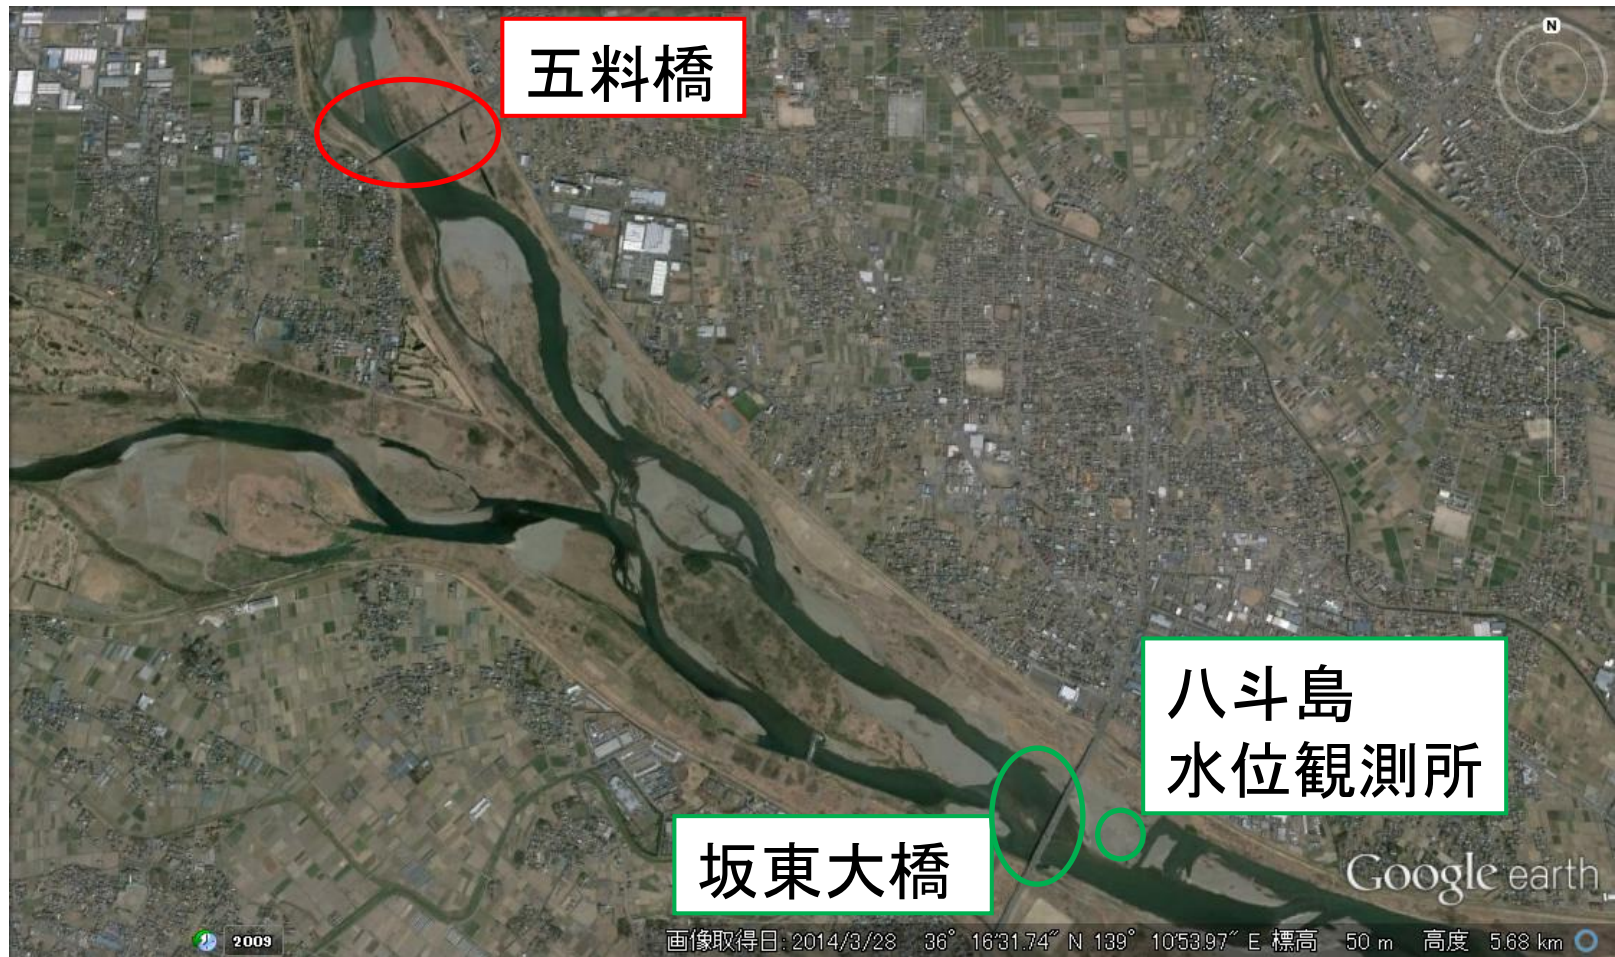 N
五料橋
八斗島
水位観測所
坂東大橋
Google earth
2009
画像取得日: 2014/3/28 36° 16'31.74" N 139° 10'53.97" E 標高 50 m 高度 5.68 km